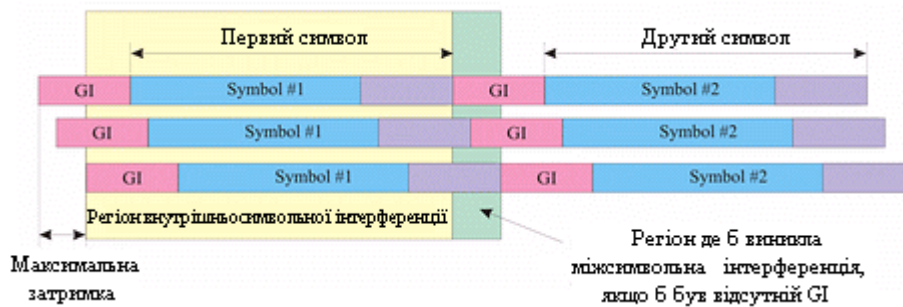 Первий символ
Другий символ
GI Symbol #1 GI Symbol #2
GI Symbol #1 GI Symbol #2
GI Symbol #1 GI Symbol #2
Регіон внутрішньосимвольної інтерференції
Максимальна
затримка
Регіон де б виникла
міжсимвольна інтерференція,
якщо б був відсутній GI